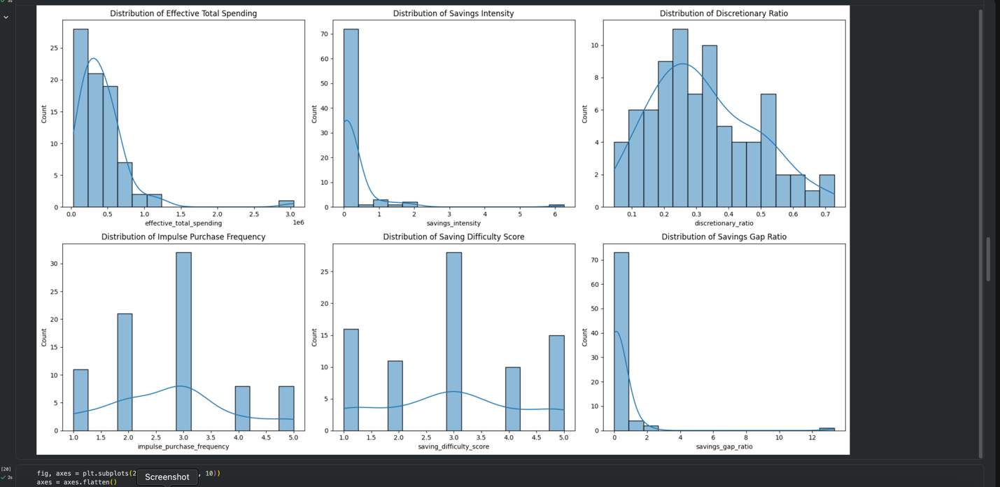 3s
Distribution of Effective Total Spending
Count
25
20
15
10
5
0
0.0 0.5 1.0 1.5 2.0 2.5 3.0
1e6
effective_total_spending
Distribution of Savings Intensity
Count
70
60
50
40
30
20
10
0
0 1 2 3 4 5 6
savings_intensity
Distribution of Discretionary Ratio
Count
10
8
6
4
2
0
0.1 0.2 0.3 0.4 0.5 0.6 0.7
discretionary_ratio
Distribution of Impulse Purchase Frequency
Count
30
25
20
15
10
5
0
1.0 1.5 2.0 2.5 3.0 3.5 4.0 4.5 5.0
impulse_purchase_frequency
Distribution of Saving Difficulty Score
Count
25
20
15
10
5
0
1.0 1.5 2.0 2.5 3.0 3.5 4.0 4.5 5.0
saving_difficulty_score
Distribution of Savings Gap Ratio
Count
70
60
50
40
30
20
10
0
0 2 4 6 8 10 12
savings_gap_ratio
[20]
2s
fig, axes = plt.subplots(2 , 10))
axes = axes.flatten()
Screenshot